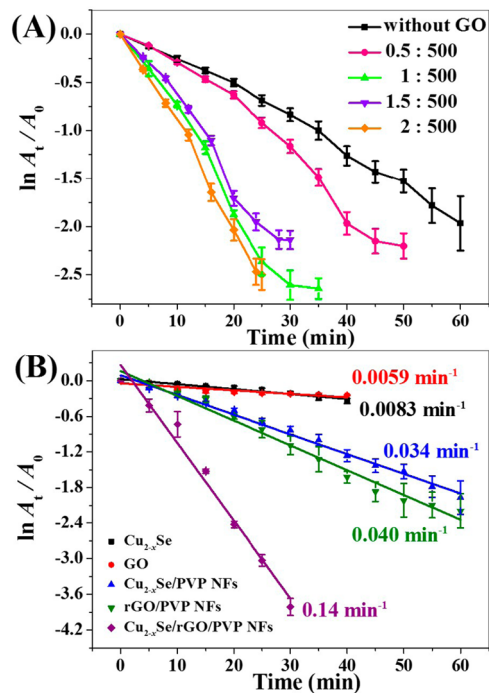 (A)
0.0
-0.5
-1.0
-1.5
-2.0
-2.5
ln A_t / A_0
without GO
0.5 : 500
1 : 500
1.5 : 500
2 : 500
0 10 20 30 40 50 60
Time (min)
(B)
0.0
-0.6
-1.2
-1.8
-2.4
-3.0
-3.6
-4.2
ln A_t / A_0
0.0059 min⁻¹
0.0083 min⁻¹
0.034 min⁻¹
0.040 min⁻¹
0.14 min⁻¹
Cu₂₋ₓSe
GO
Cu₂₋ₓSe/PVP NFs
rGO/PVP NFs
Cu₂₋ₓSe/rGO/PVP NFs
0 10 20 30 40 50 60
Time (min)